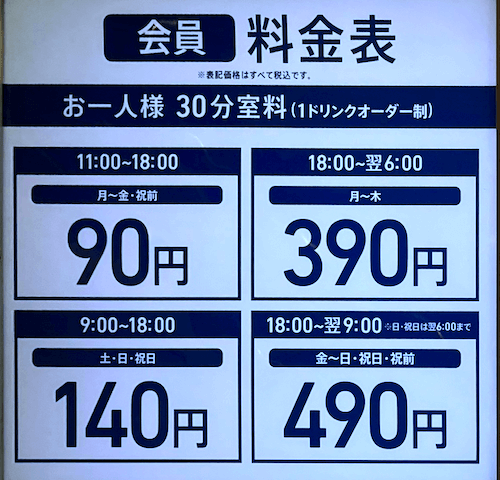 会員 料金表
※表記価格はすべて税込です。
お一人様 30分室料(1ドリンクオーダー制)
11:00~18:00
月~金・祝前
90円
18:00~翌6:00
月~木
390円
9:00~18:00
土・日・祝日
140円
18:00~翌9:00 ※日・祝日は翌6:00まで
金~日・祝日・祝前
490円